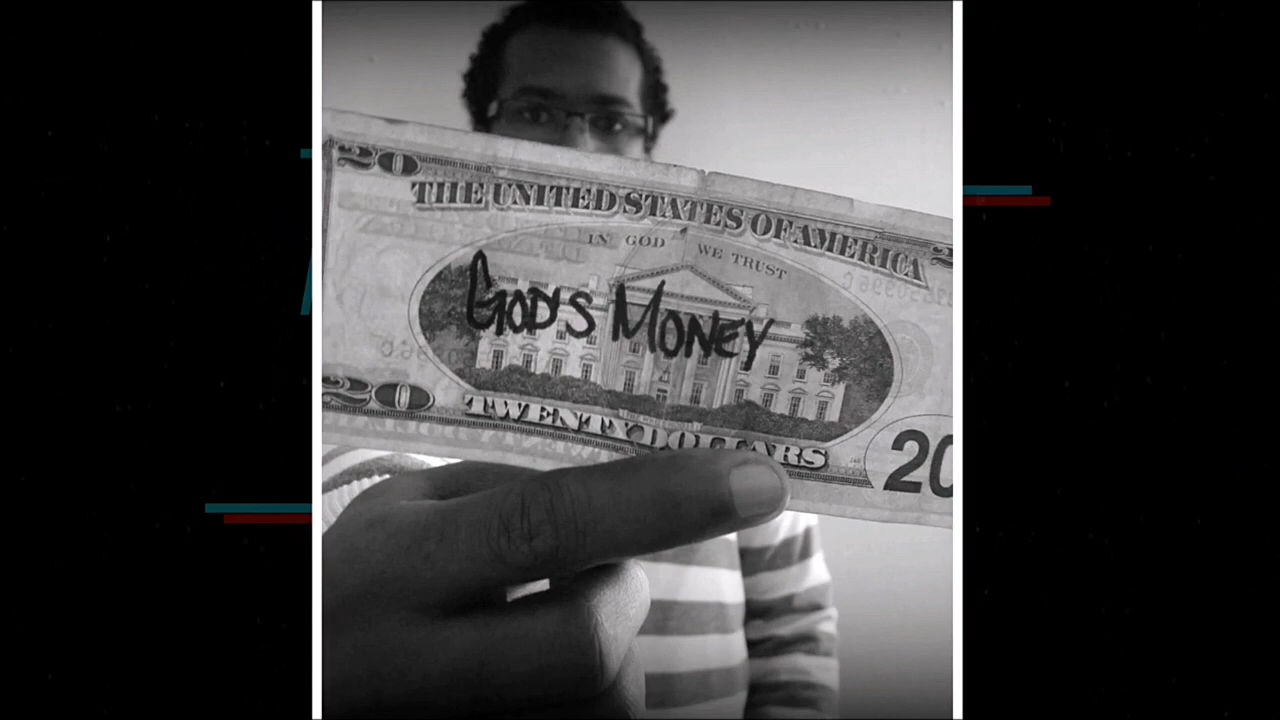 20
THE UNITED STATES OF AMERICA
IN GOD WE TRUST
GOD'S MONEY
20
TWENTY DOLLARS
20